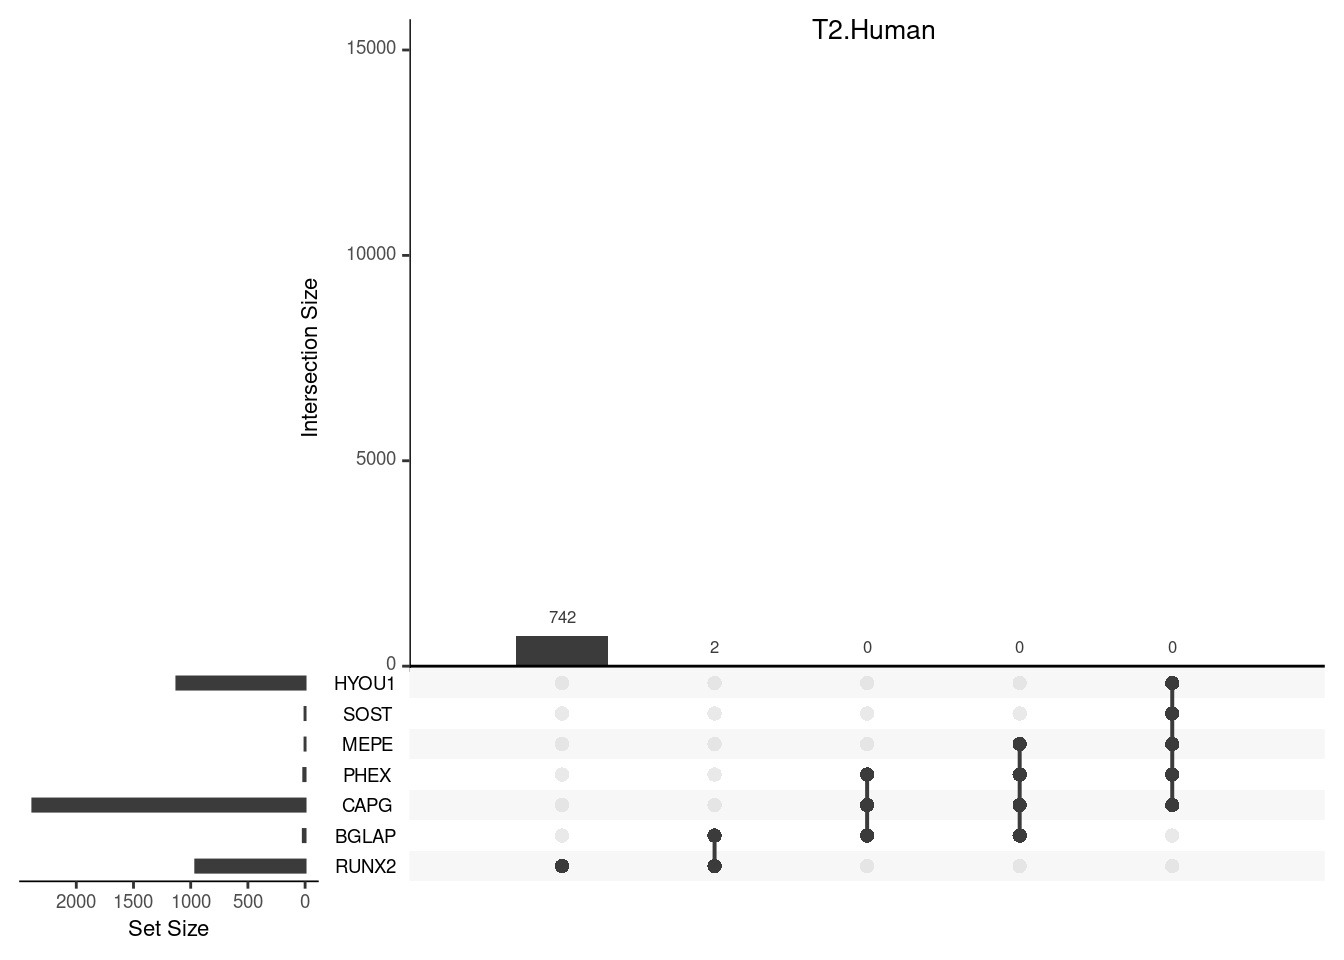 T2.Human
15000
10000
5000
0
Intersection Size
742
2
0
0
0
HYOU1
SOST
MEPE
PHEX
CAPG
BGLAP
RUNX2
2000 1500 1000 500 0
Set Size